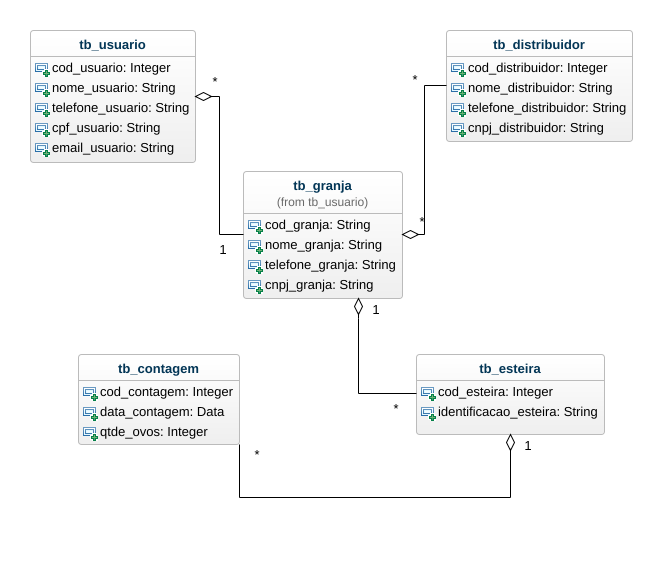 tb_usuario
cod_usuario: Integer
nome_usuario: String
telefone_usuario: String
cpf_usuario: String
email_usuario: String
*
1
tb_distribuidor
cod_distribuidor: Integer
nome_distribuidor: String
telefone_distribuidor: String
cnpj_distribuidor: String
*
*
tb_granja
(from tb_usuario)
cod_granja: String
nome_granja: String
telefone_granja: String
cnpj_granja: String
1
*
tb_contagem
cod_contagem: Integer
data_contagem: Data
qtde_ovos: Integer
*
tb_esteira
cod_esteira: Integer
identificacao_esteira: String
1